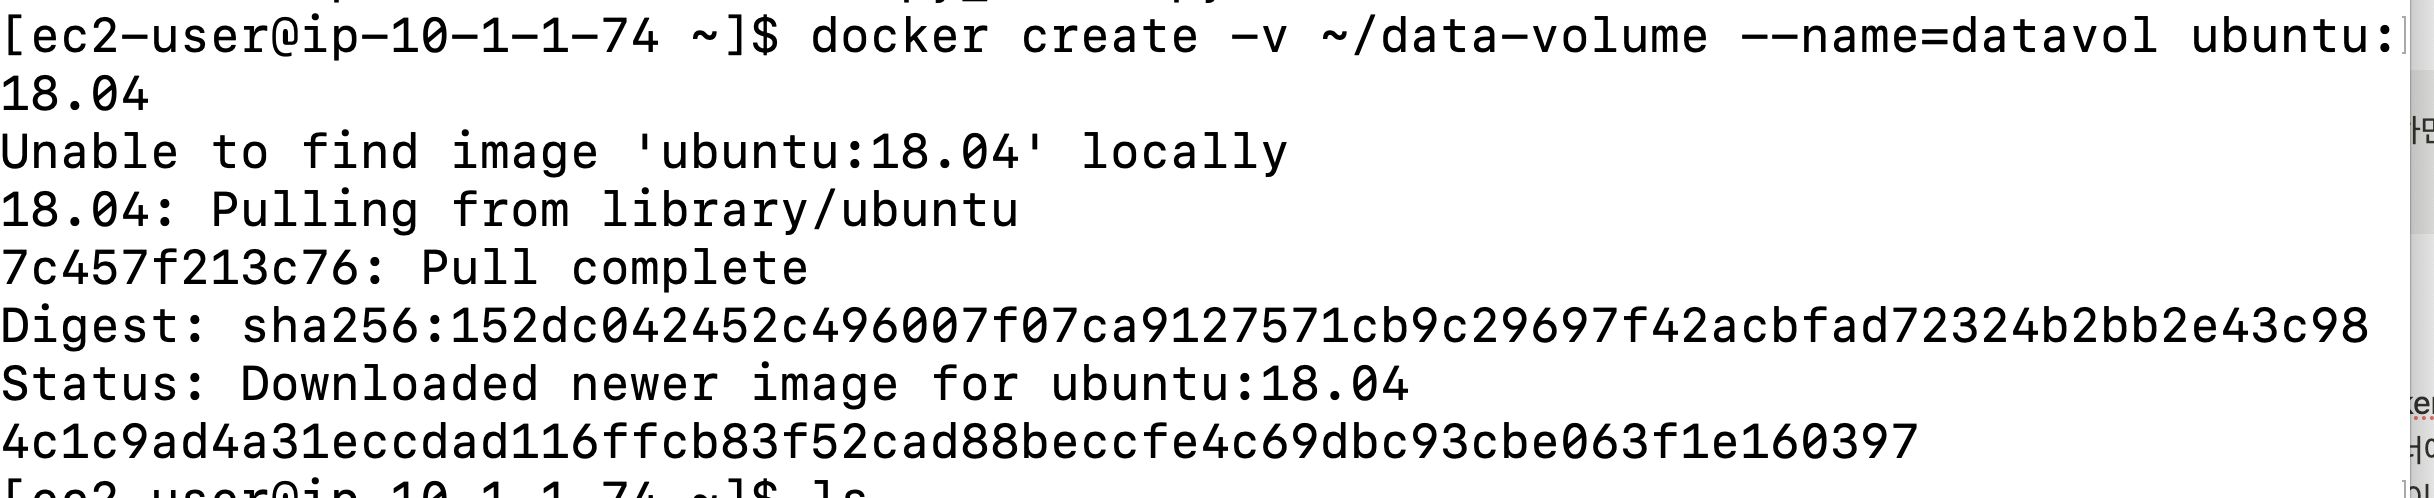 [ec2-user@ip-10-1-1-74 ~]$ docker create -v ~/data-volume --name=datavol ubuntu:
18.04
Unable to find image 'ubuntu:18.04' locally
18.04: Pulling from library/ubuntu
7c457f213c76: Pull complete
Digest: sha256:152dc042452c496007f07ca9127571cb9c29697f42acbfad72324b2bb2e43c98
Status: Downloaded newer image for ubuntu:18.04
4c1c9ad4a31eccdad116ffcb83f52cad88beccfe4c69dbc93cbe063f1e160397
[ec2-user@ip-10-1-1-74 ~]$ ls